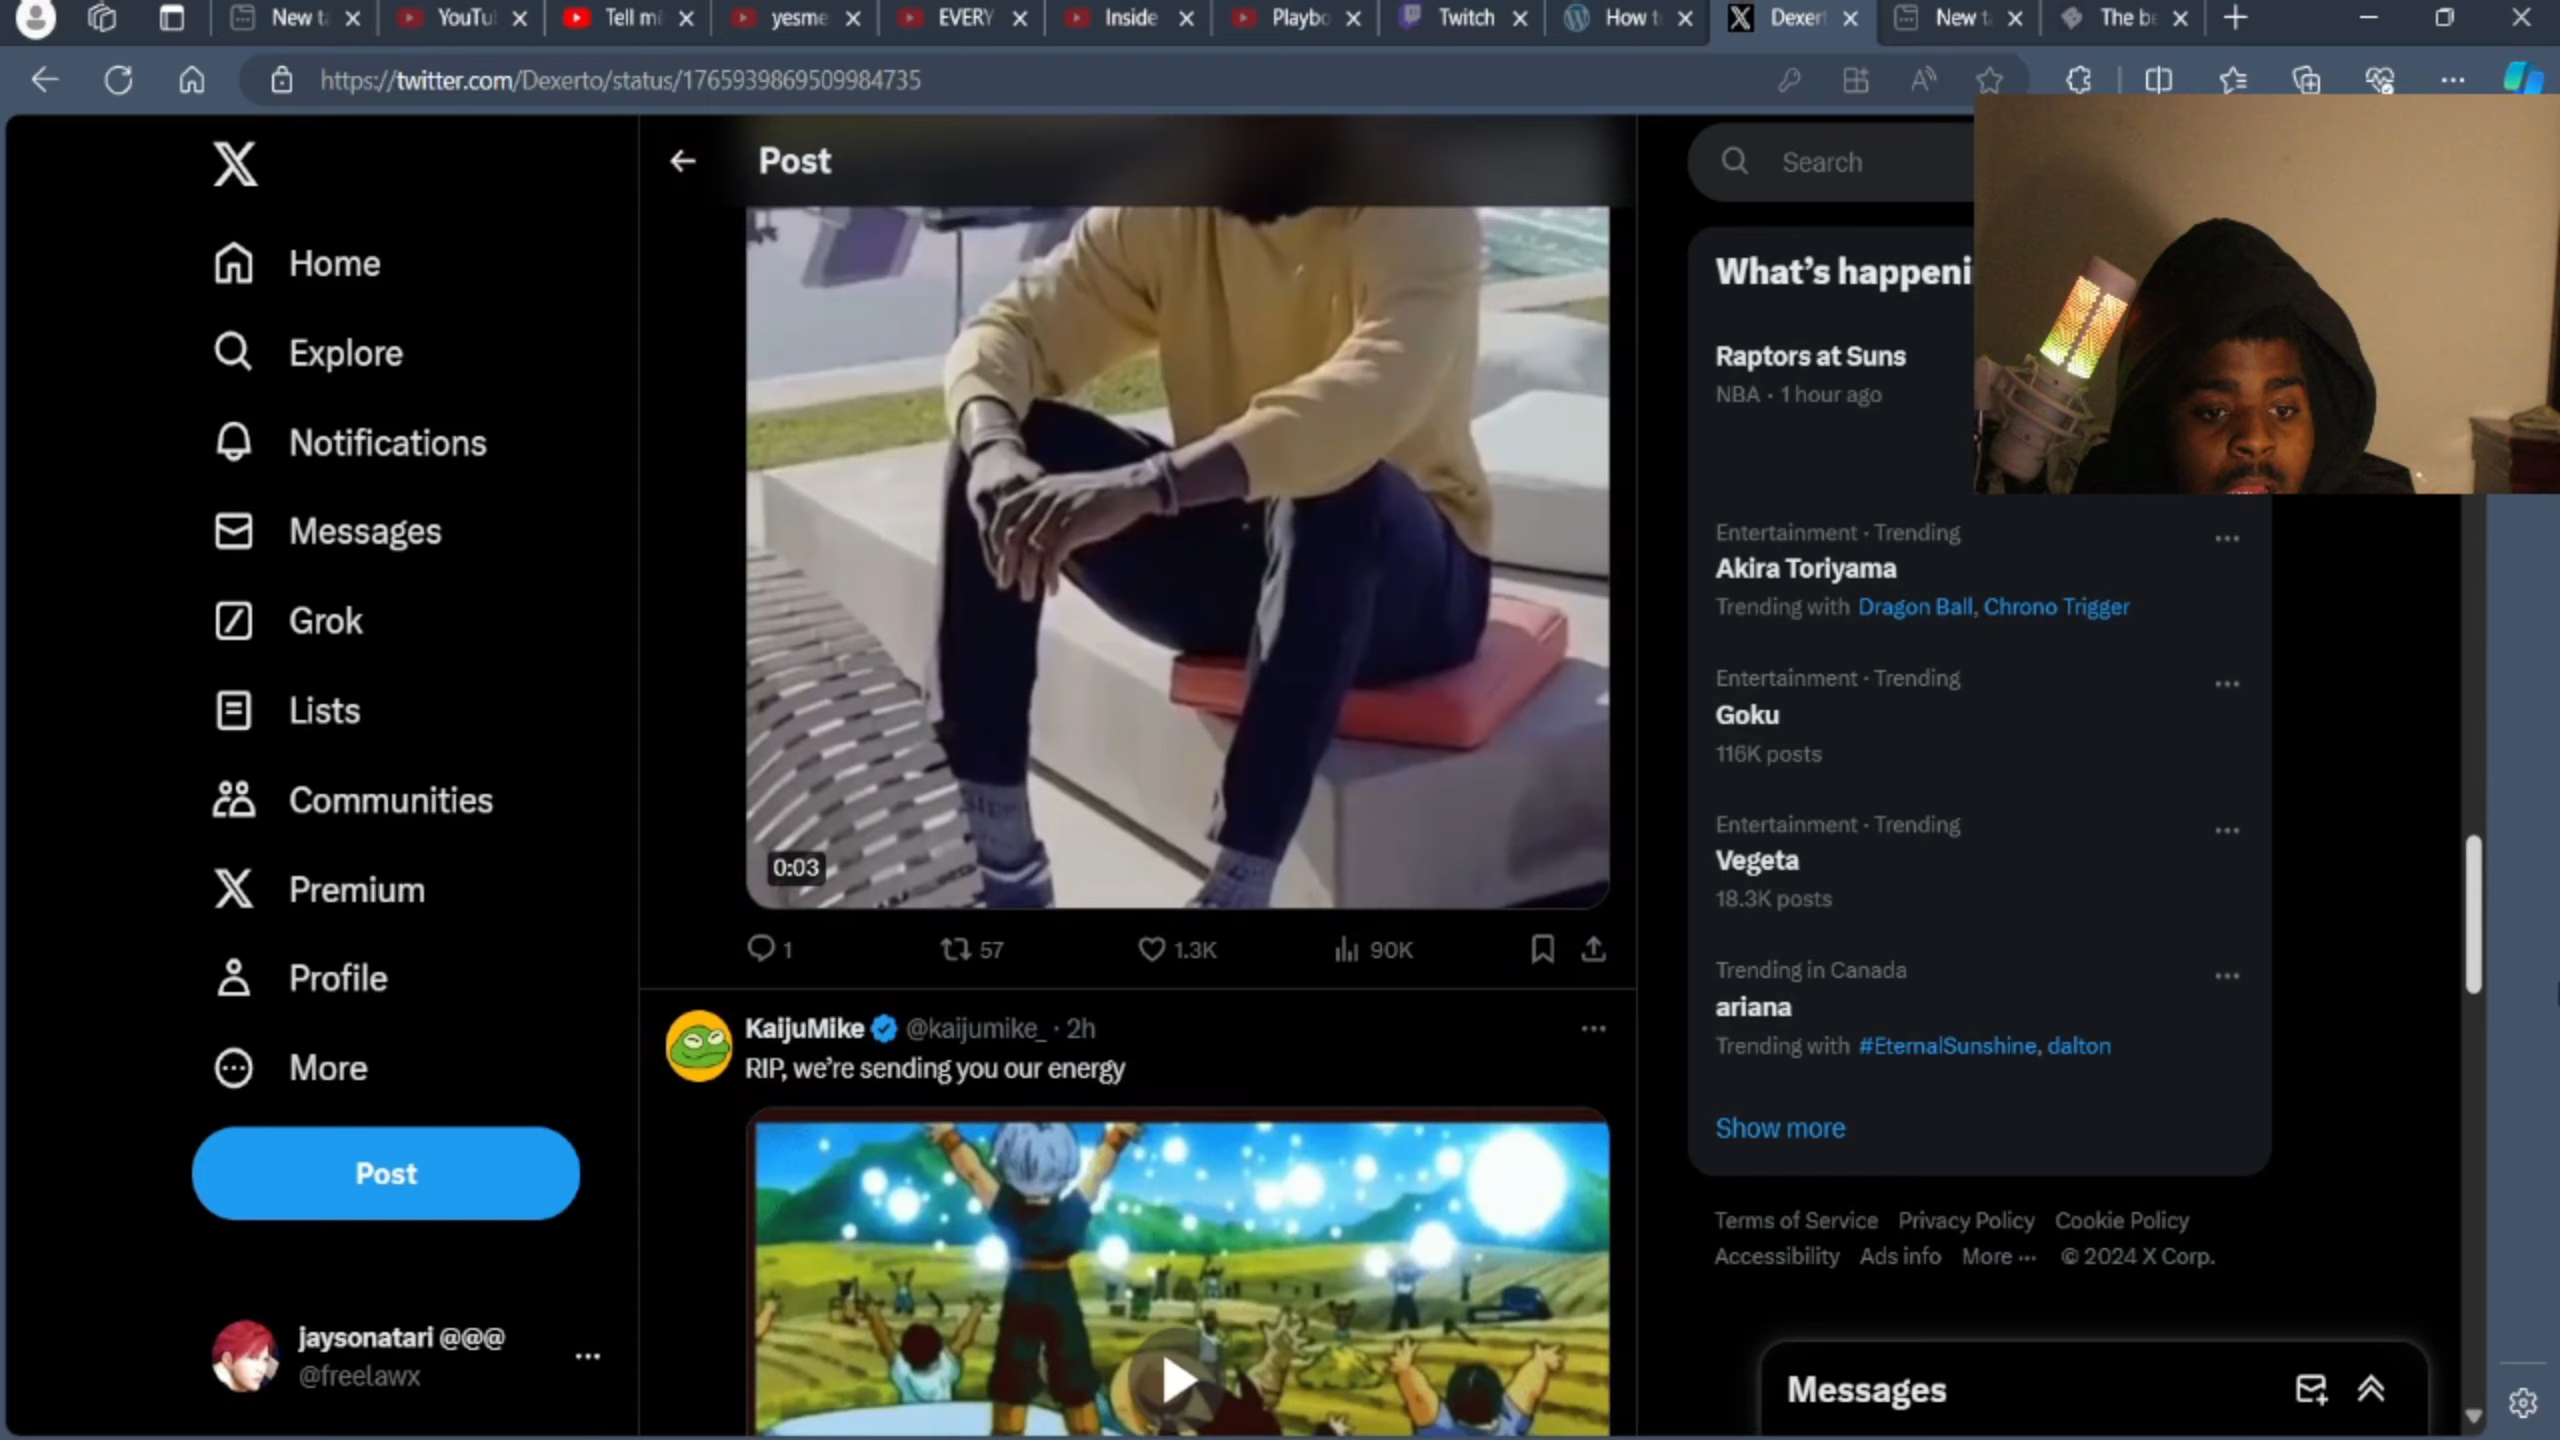 New ta
YouTu
Tell me
yesme
EVERY
Inside
Playbo
Twitch
How t
Dexert
New ta
The be
https://twitter.com/Dexerto/status/1765939869509984735
Home
Explore
Notifications
Messages
Grok
Lists
Communities
Premium
Profile
More
Post
jaysonatari @@@
@freelawx
Post
0:03
1
57
1.3K
90K
KaijuMike @kaijumike_ · 2h
RIP, we're sending you our energy
Search
What's happeni
Raptors at Suns
NBA · 1 hour ago
Entertainment · Trending
Akira Toriyama
Trending with Dragon Ball, Chrono Trigger
Entertainment · Trending
Goku
116K posts
Entertainment · Trending
Vegeta
18.3K posts
Trending in Canada
ariana
Trending with #EternalSunshine, dalton
Show more
Terms of Service Privacy Policy Cookie Policy
Accessibility Ads info More ··· © 2024 X Corp.
Messages